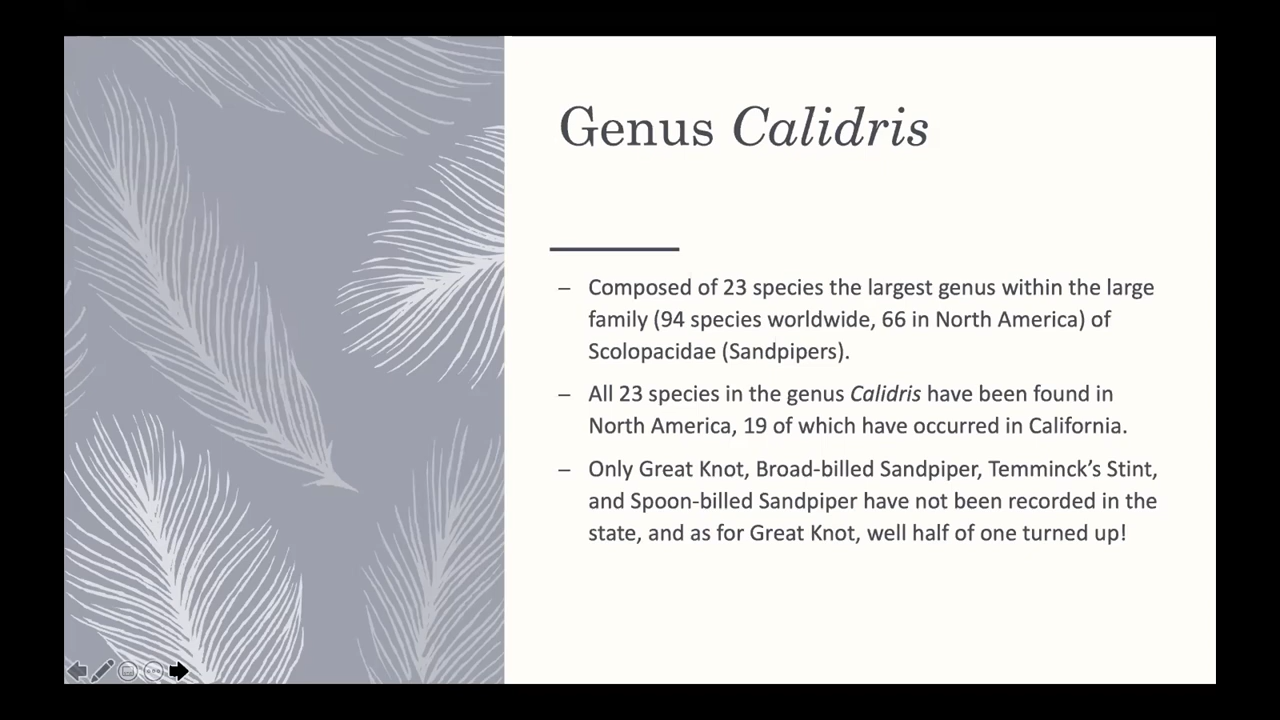 Genus Calidris
– Composed of 23 species the largest genus within the large
family (94 species worldwide, 66 in North America) of
Scolopacidae (Sandpipers).
– All 23 species in the genus Calidris have been found in
North America, 19 of which have occurred in California.
– Only Great Knot, Broad-billed Sandpiper, Temminck’s Stint,
and Spoon-billed Sandpiper have not been recorded in the
state, and as for Great Knot, well half of one turned up!